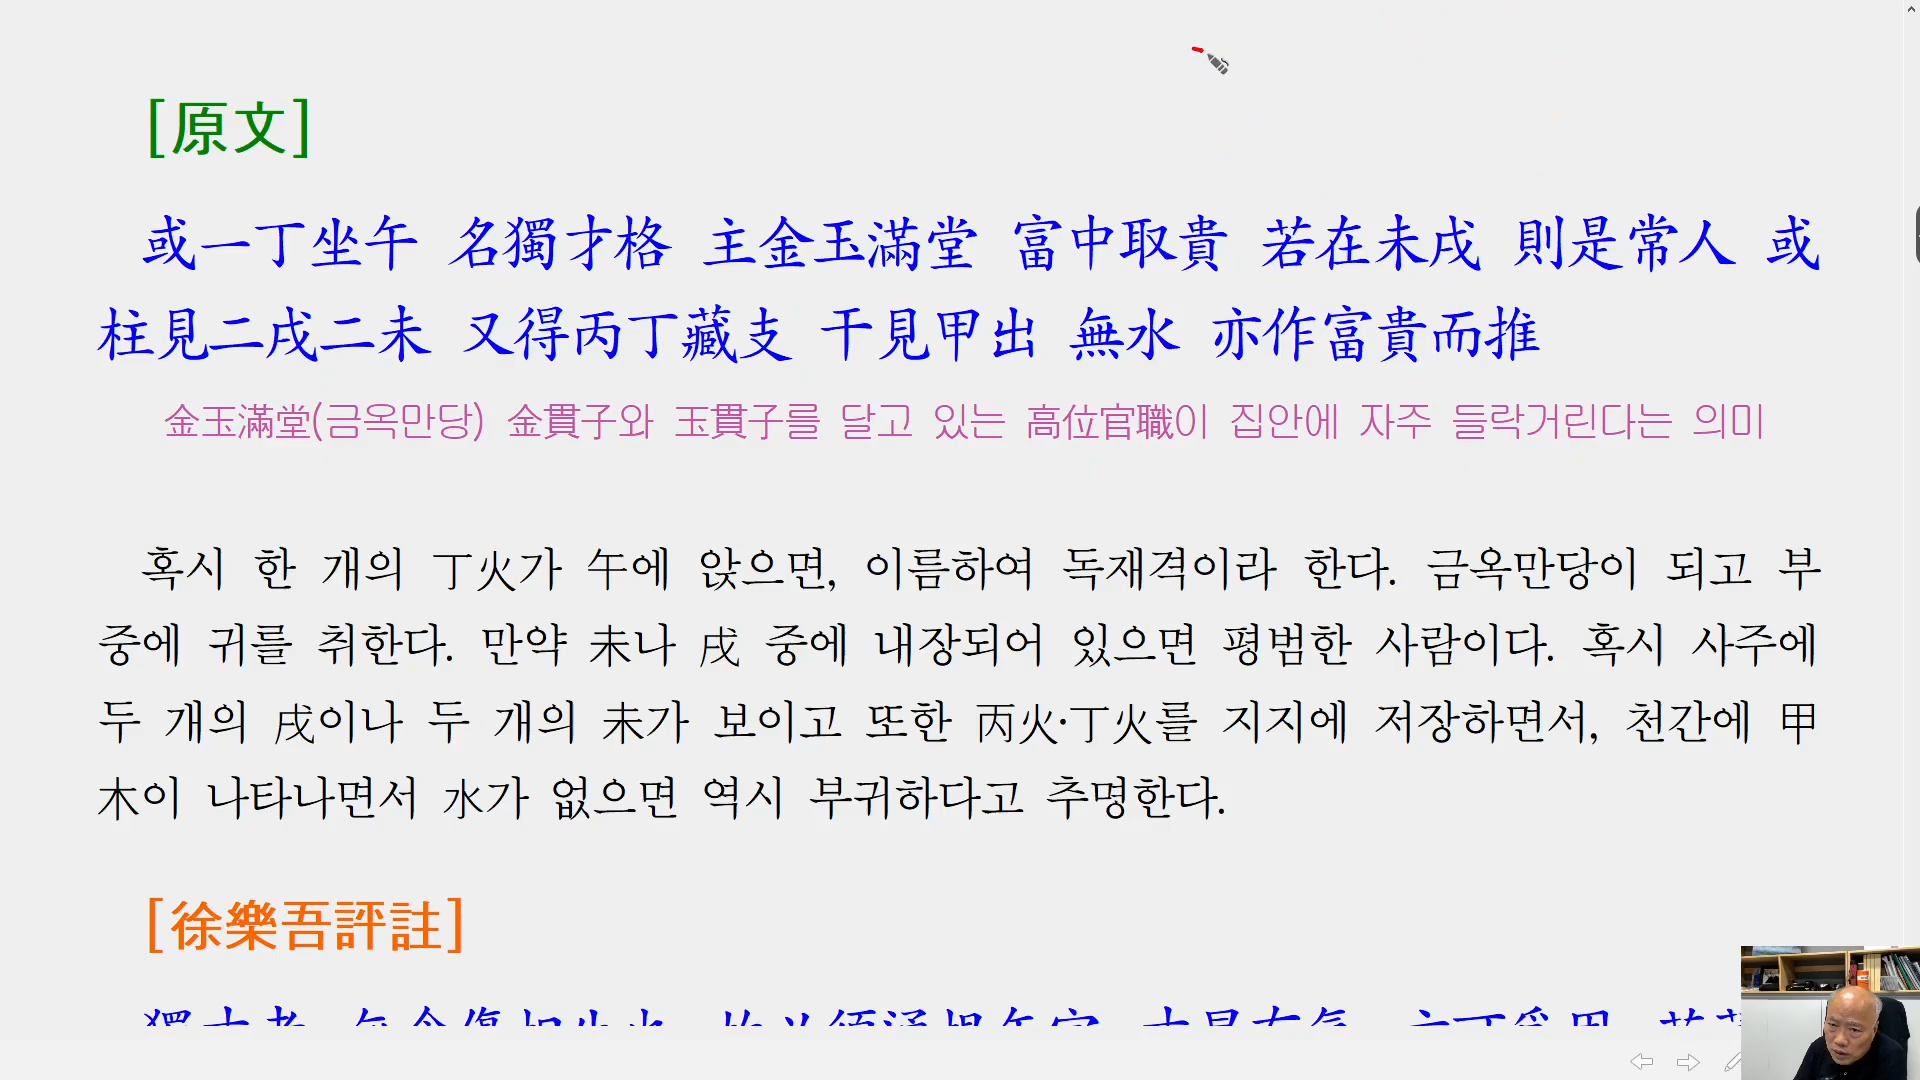 [原文]
或一丁坐午 名獨才格 主金玉滿堂 富中取貴 若在未戌 則是常人 或
柱見二戌二未 又得丙丁藏支 干見甲出 無水 亦作富貴而推
金玉滿堂(금옥만당) 金貫子와 玉貫子를 달고 있는 高位官職이 집안에 자주 들락거린다는 의미
혹시 한 개의 丁火가 午에 앉으면, 이름하여 독재격이라 한다. 금옥만당이 되고 부
중에 귀를 취한다. 만약 未나 戌 중에 내장되어 있으면 평범한 사람이다. 혹시 사주에
두 개의 戌이나 두 개의 未가 보이고 또한 丙火·丁火를 지지에 저장하면서, 천간에 甲
木이 나타나면서 水가 없으면 역시 부귀하다고 추명한다.
[徐樂吾評註]